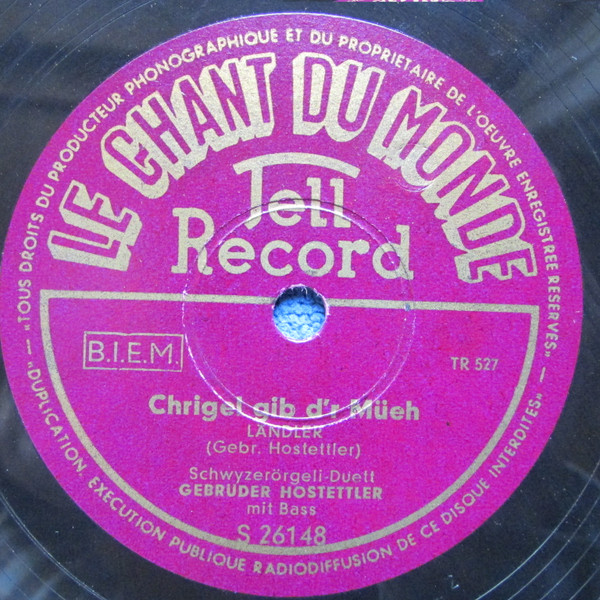 — «TOUS DROITS DU PRODUCTEUR PHONOGRAPHIQUE ET DU PROPRIETAIRE DE L'OEUVRE ENREGISTREE RESERVES» —
LE CHANT DU MONDE
Tell
Record
B.I.E.M.
TR 527
Chrigel gib d'r Müeh
LÄNDLER
(Gebr. Hostettler)
Schwyzerörgeli-Duett
GEBRÜDER HOSTETTLER
mit Bass
S 26148
«DUPLICATION, EXECUTION PUBLIQUE RADIODIFFUSION DE CE DISQUE INTERDITES»
2